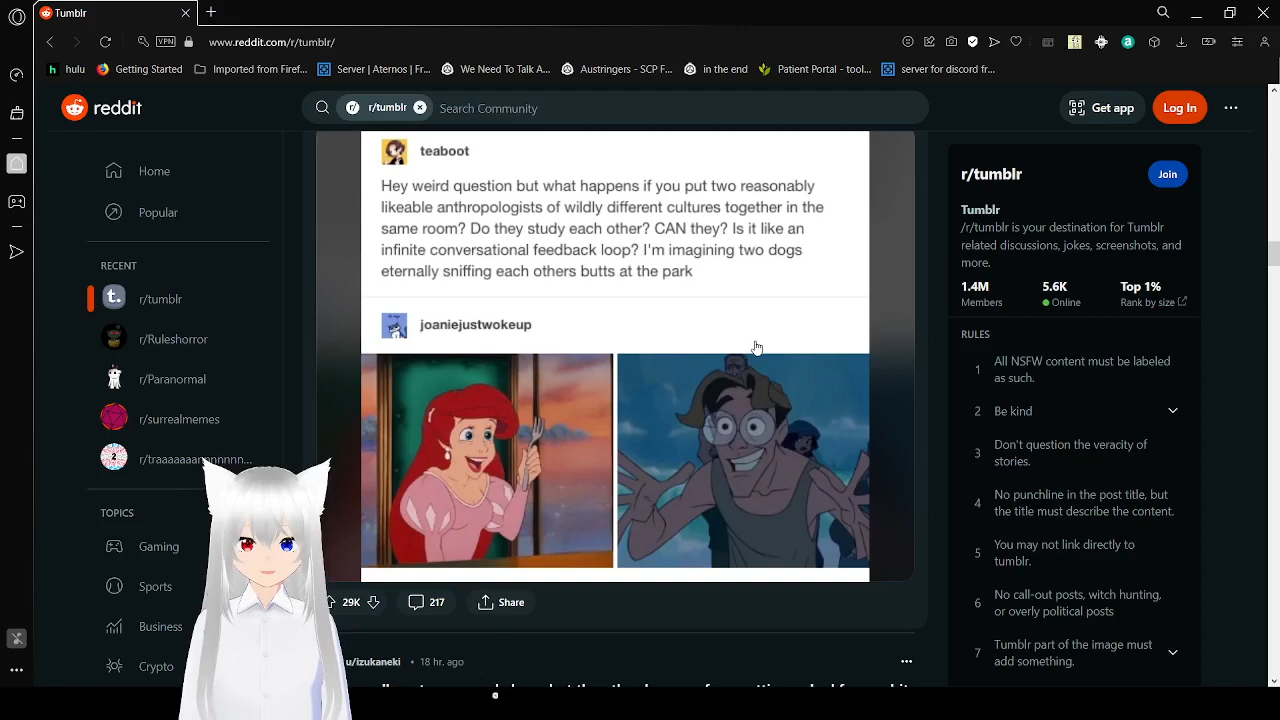 Tumblr
VPN
www.reddit.com/r/tumblr/
h hulu
Getting Started
Imported from Firef...
Server | Aternos | Fr...
We Need To Talk A...
Austringers - SCP F...
in the end
Patient Portal - tool...
server for discord fr...
reddit
r/ r/tumblr
Search Community
Get app
Log In
Home
Popular
RECENT
t. r/tumblr
r/Ruleshorror
r/Paranormal
r/surrealmemes
TOPICS
Gaming
Sports
Business
Crypto
teaboot
Hey weird question but what happens if you put two reasonably
likeable anthropologists of wildly different cultures together in the
same room? Do they study each other? CAN they? Is it like an
infinite conversational feedback loop? I'm imagining two dogs
eternally sniffing each others butts at the park
joaniejustwokeup
29K
217
Share
u/izukaneki • 18 hr. ago
r/tumblr
Join
Tumblr
/r/tumblr is your destination for Tumblr
related discussions, jokes, screenshots, and
more.
1.4M
Members
5.6K
Online
Top 1%
Rank by size
RULES
1 All NSFW content must be labeled
as such.
2 Be kind
3 Don't question the veracity of
stories.
4 No punchline in the post title, but
the title must describe the content.
5 You may not link directly to
tumblr.
6 No call-out posts, witch hunting,
or overly political posts
7 Tumblr part of the image must
add something.